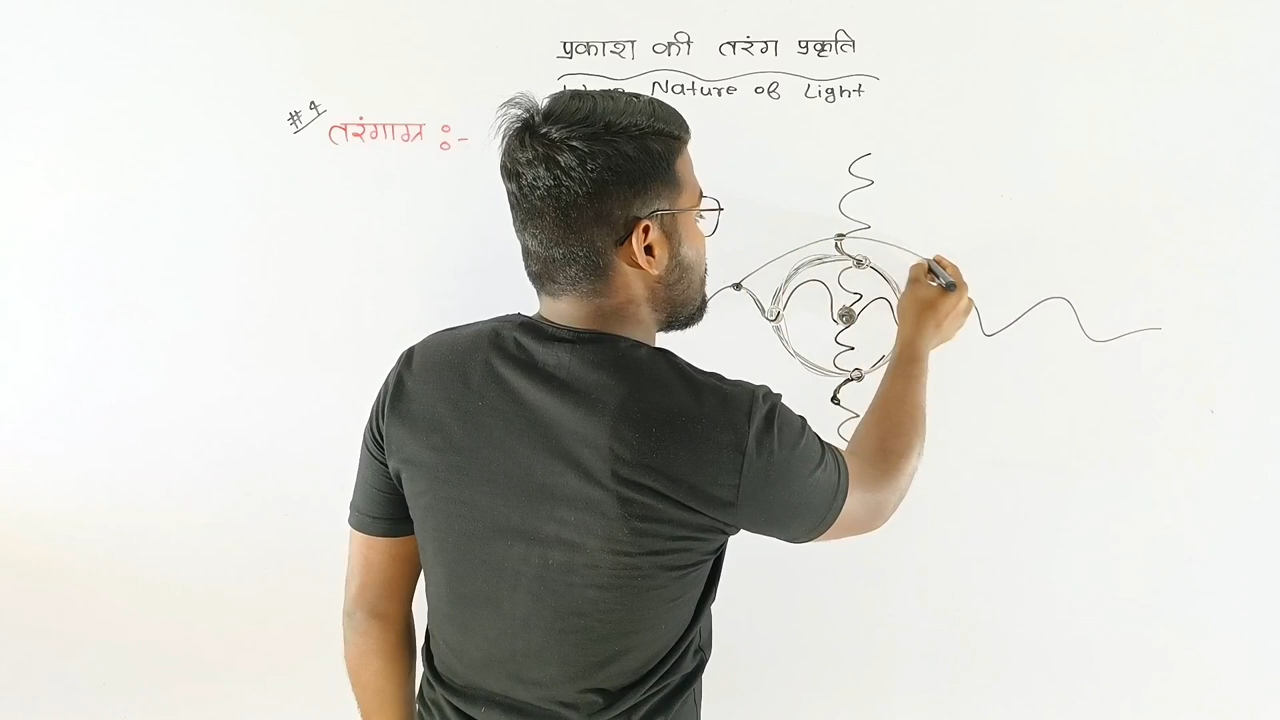 प्रकाश की तरंग प्रकृति
Nature of Light
# 4
तरंगाग्र :-